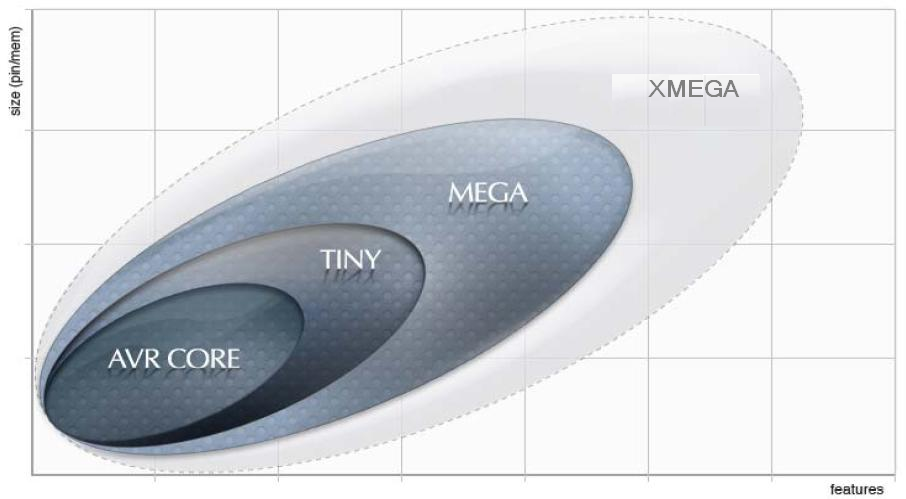 size (pin/mem)
XMEGA
MEGA
TINY
AVR CORE
features